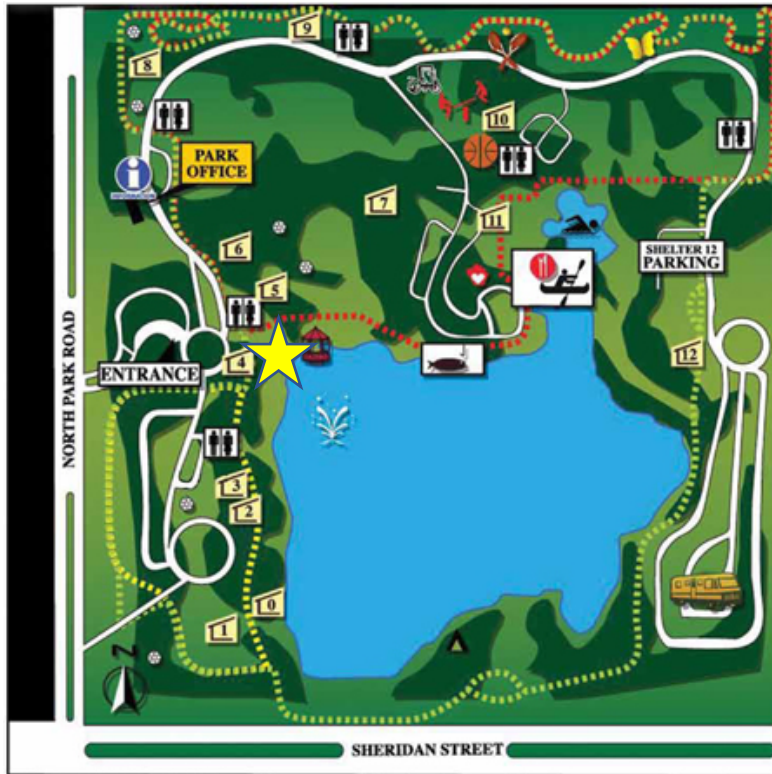 9
8
PARK
OFFICE
i
INFORMATION
10
7
11
6
SHELTER 12
PARKING
5
4
ENTRANCE
12
3
2
0
1
NORTH PARK ROAD
N
SHERIDAN STREET